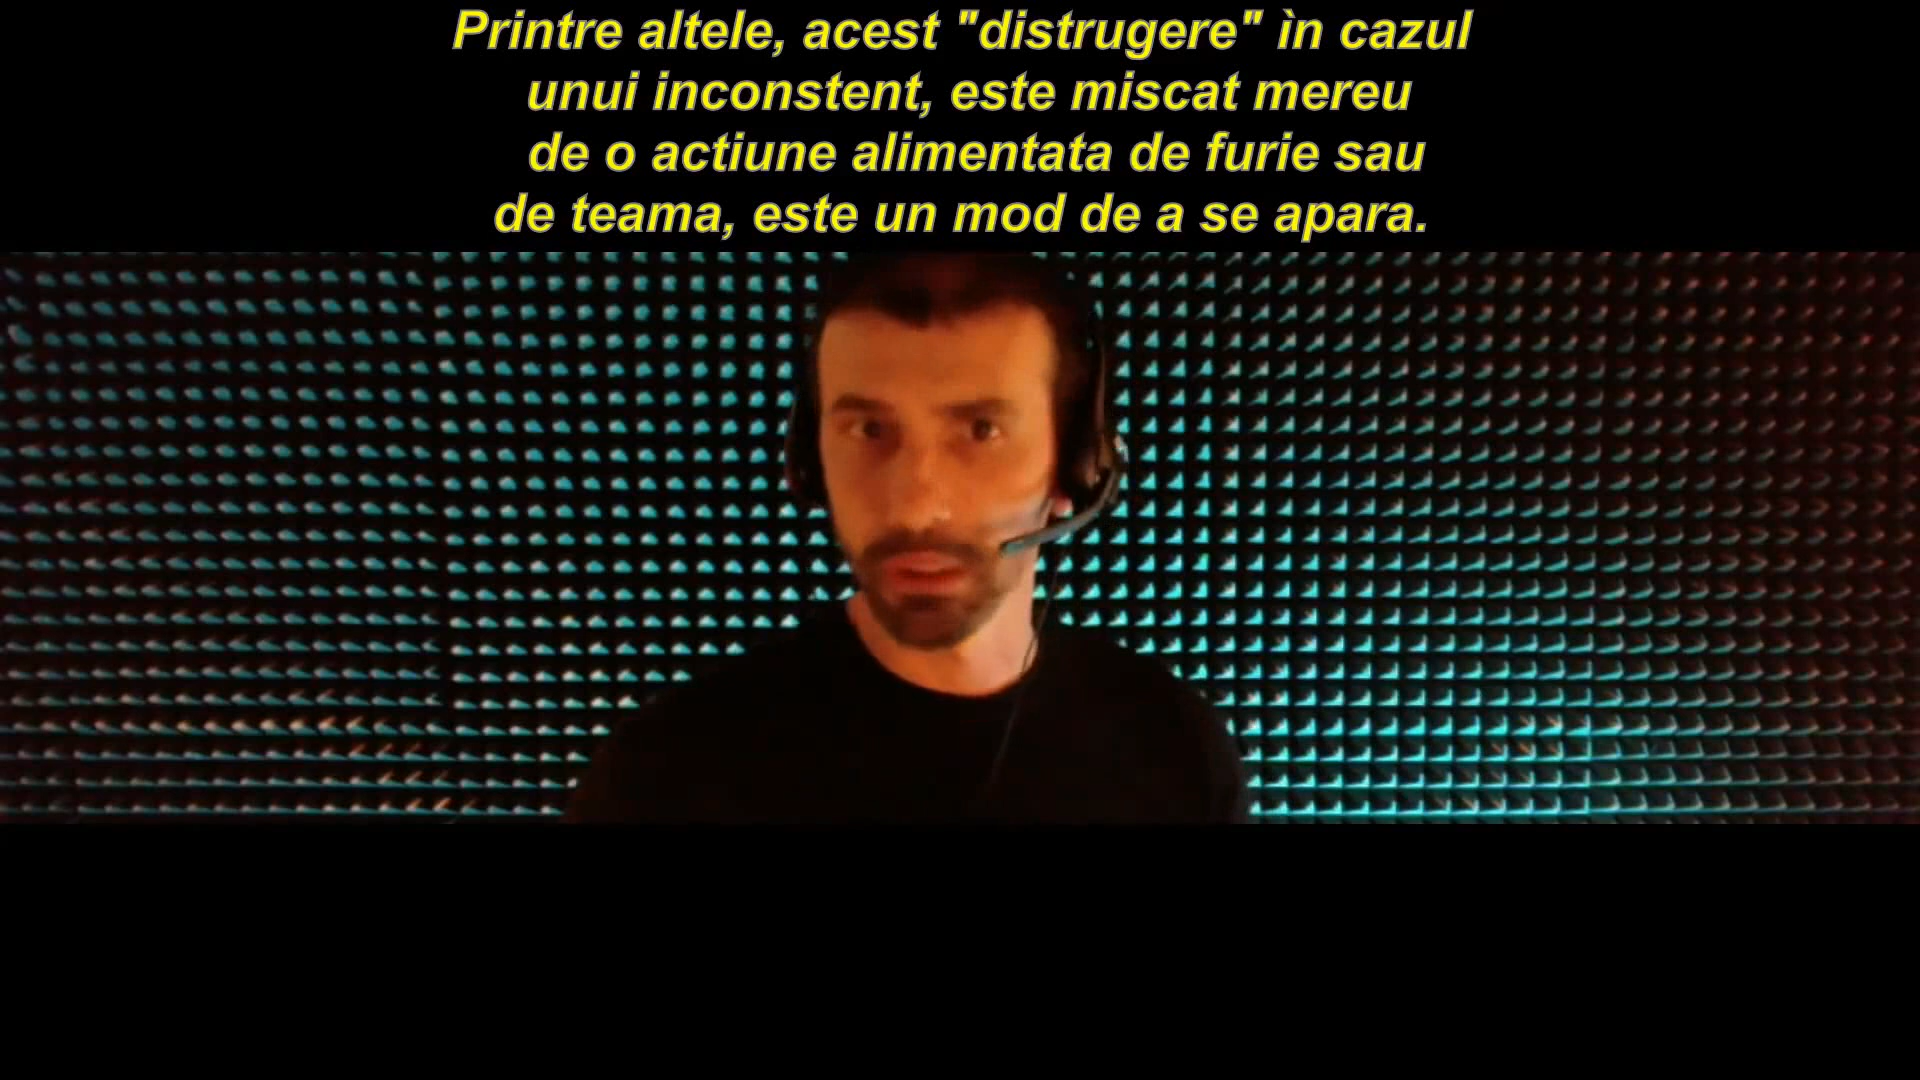 Printre altele, acest "distrugere" ìn cazul
unui inconstent, este miscat mereu
de o actiune alimentata de furie sau
de teama, este un mod de a se apara.